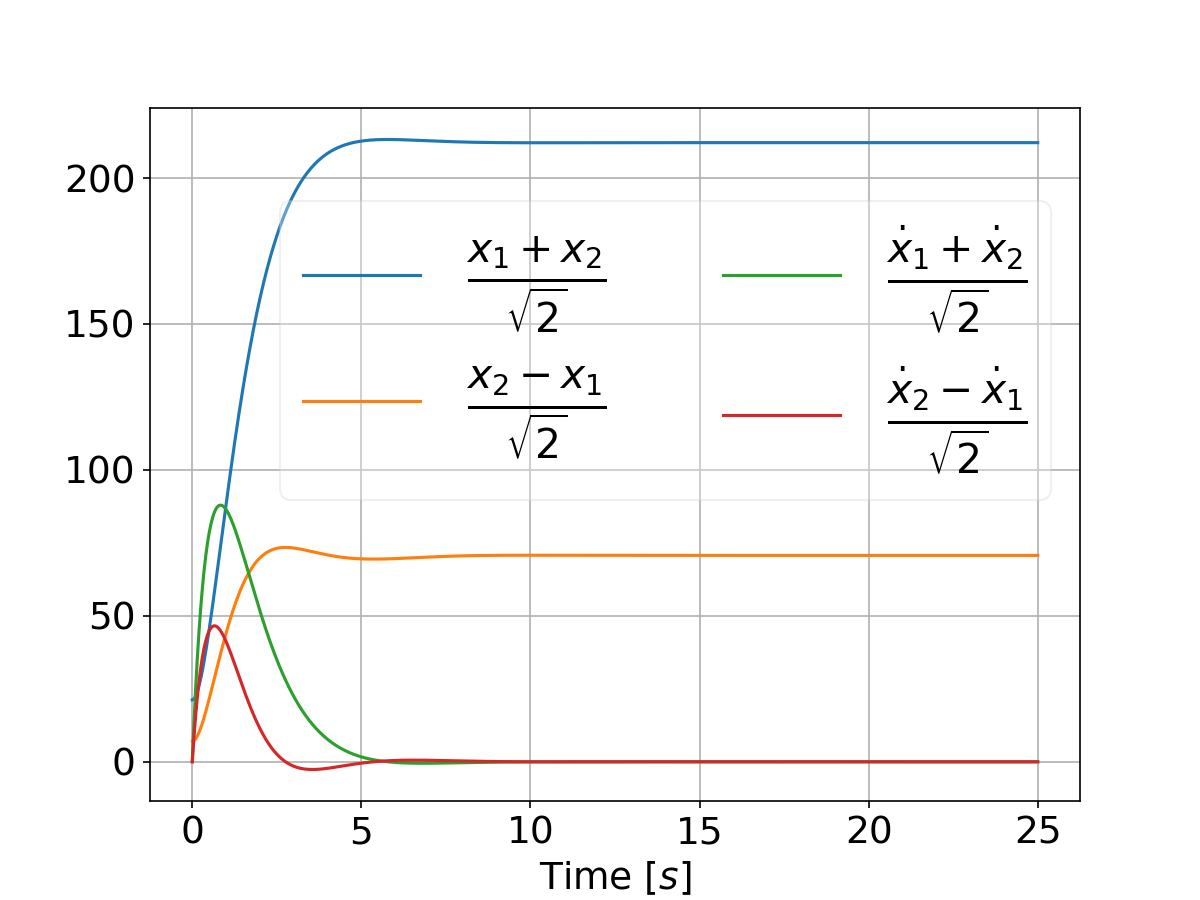 200
150
100
50
0
0 5 10 15 20 25
Time [s]
x₁ + x₂
√2
x₂ − x₁
√2
ẋ₁ + ẋ₂
√2
ẋ₂ − ẋ₁
√2